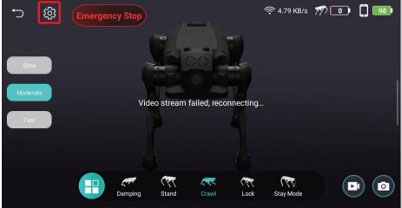 Emergency Stop
4.79 KB/s
0
98
Slow
Moderate
Fast
Video stream failed, reconnecting...
Damping
Stand
Crawl
Lock
Stay Mode